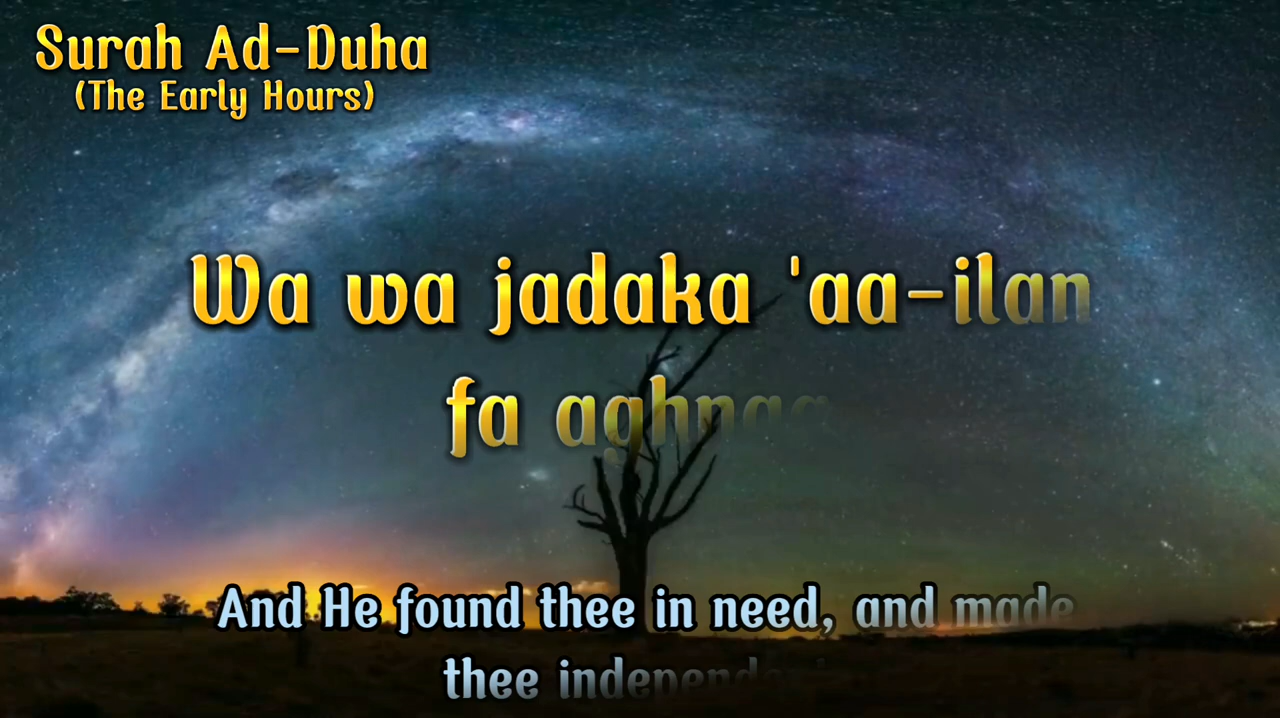 Surah Ad-Duha
(The Early Hours)
Wa wa jadaka 'aa-ilan
fa aghnaa
And He found thee in need, and made
thee